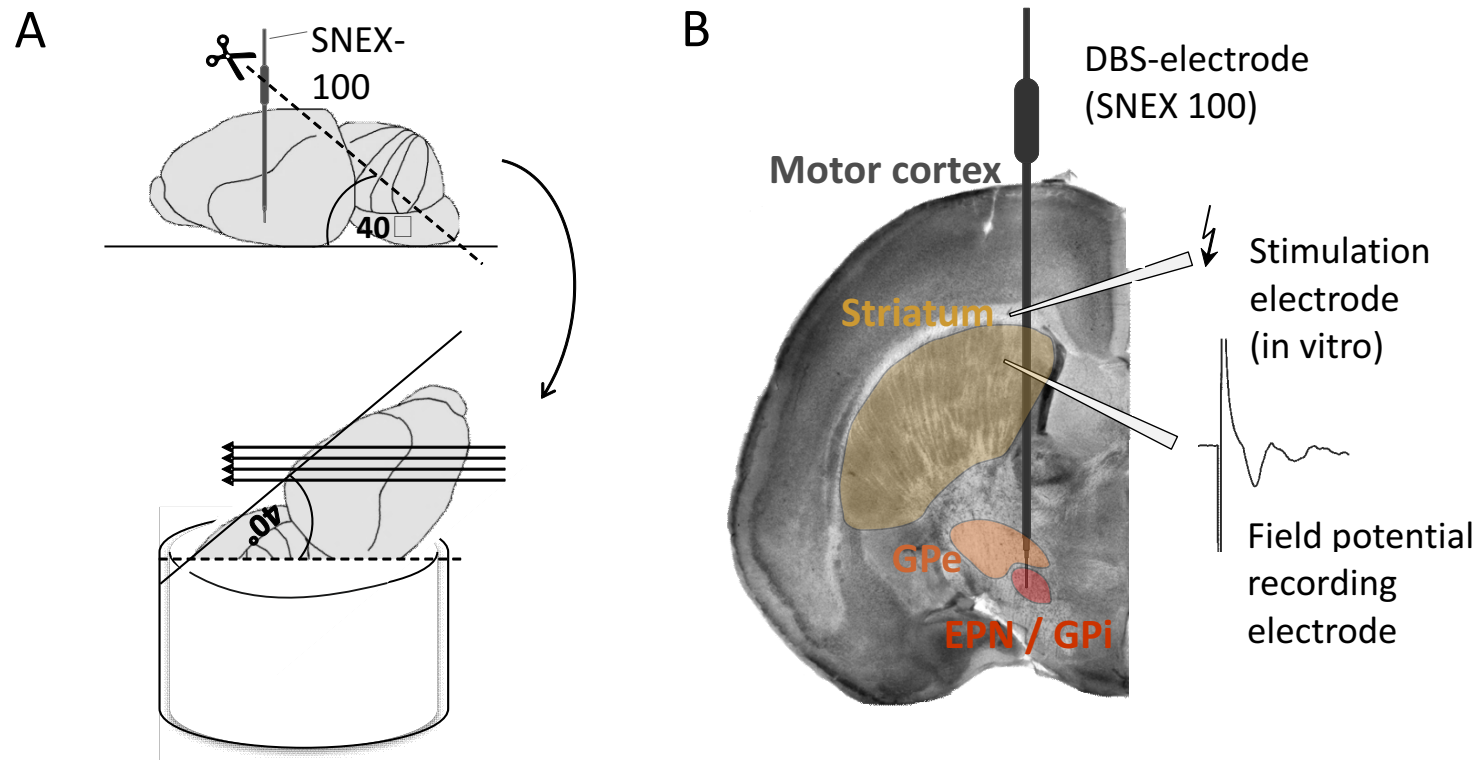 A
SNEX-
100
40
40°
B
DBS-electrode
(SNEX 100)
Motor cortex
Stimulation
electrode
(in vitro)
Striatum
Field potential
recording
electrode
GPe
EPN / GPi